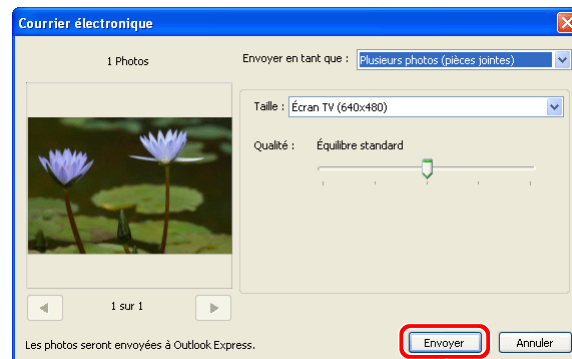 Courrier électronique
1 Photos
Envoyer en tant que : Plusieurs photos (pièces jointes)
Taille : Écran TV (640x480)
Qualité : Équilibre standard
1 sur 1
Les photos seront envoyées à Outlook Express.
Envoyer
Annuler